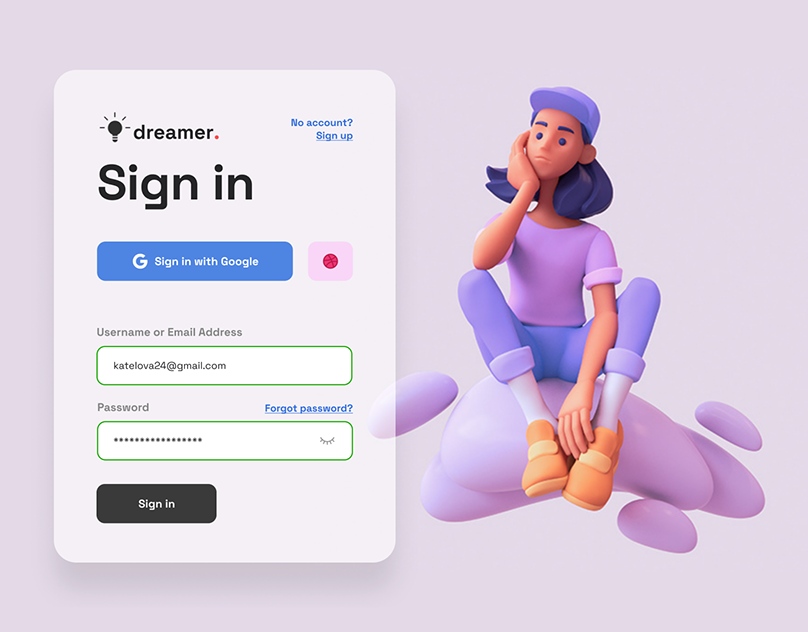 dreamer.
No account?
Sign up
Sign in
G Sign in with Google
Username or Email Address
katelova24@gmail.com
Password
Forgot password?
*****************
Sign in